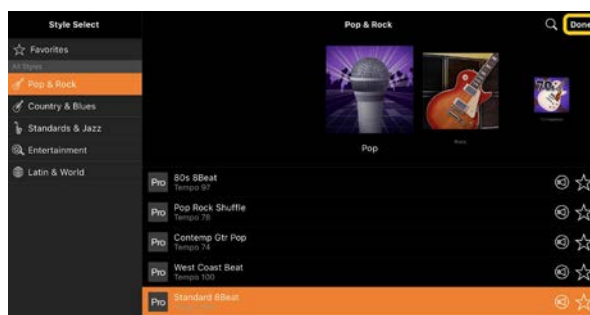 Style Select
Pop & Rock
Done
Favorites
All Styles
Pop & Rock
Country & Blues
Standards & Jazz
Entertainment
Latin & World
70s
Pop
Rock
Pro 80s 8Beat
Tempo 97
Pro Pop Rock Shuffle
Tempo 78
Pro Contemp Gtr Pop
Tempo 74
Pro West Coast Beat
Tempo 100
Pro Standard 8Beat